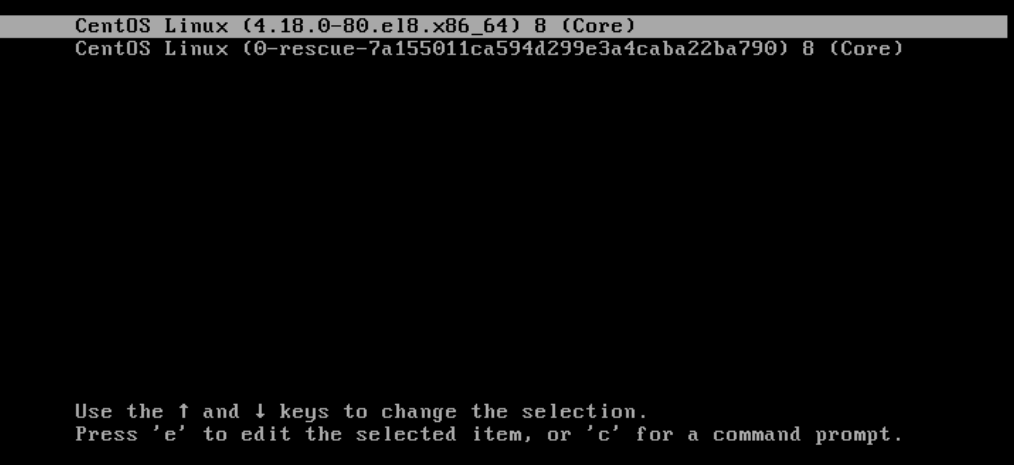 CentOS Linux (4.18.0-80.el8.x86_64) 8 (Core)
CentOS Linux (0-rescue-7a155011ca594d299e3a4caba22ba790) 8 (Core)
Use the ↑ and ↓ keys to change the selection.
Press 'e' to edit the selected item, or 'c' for a command prompt.